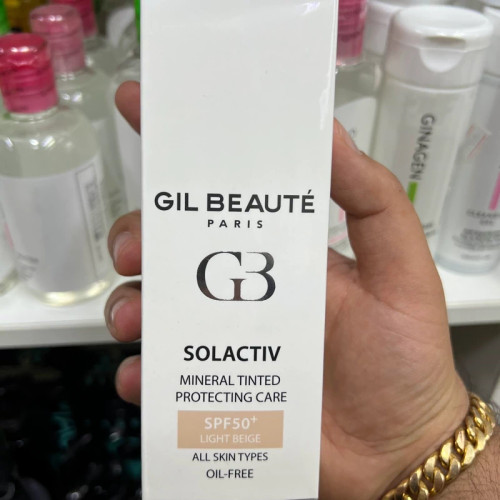 GIL BEAUTÉ
PARIS
GB
SOLACTIV
MINERAL TINTED
PROTECTING CARE
SPF50+
LIGHT BEIGE
ALL SKIN TYPES
OIL-FREE
GINAGEN